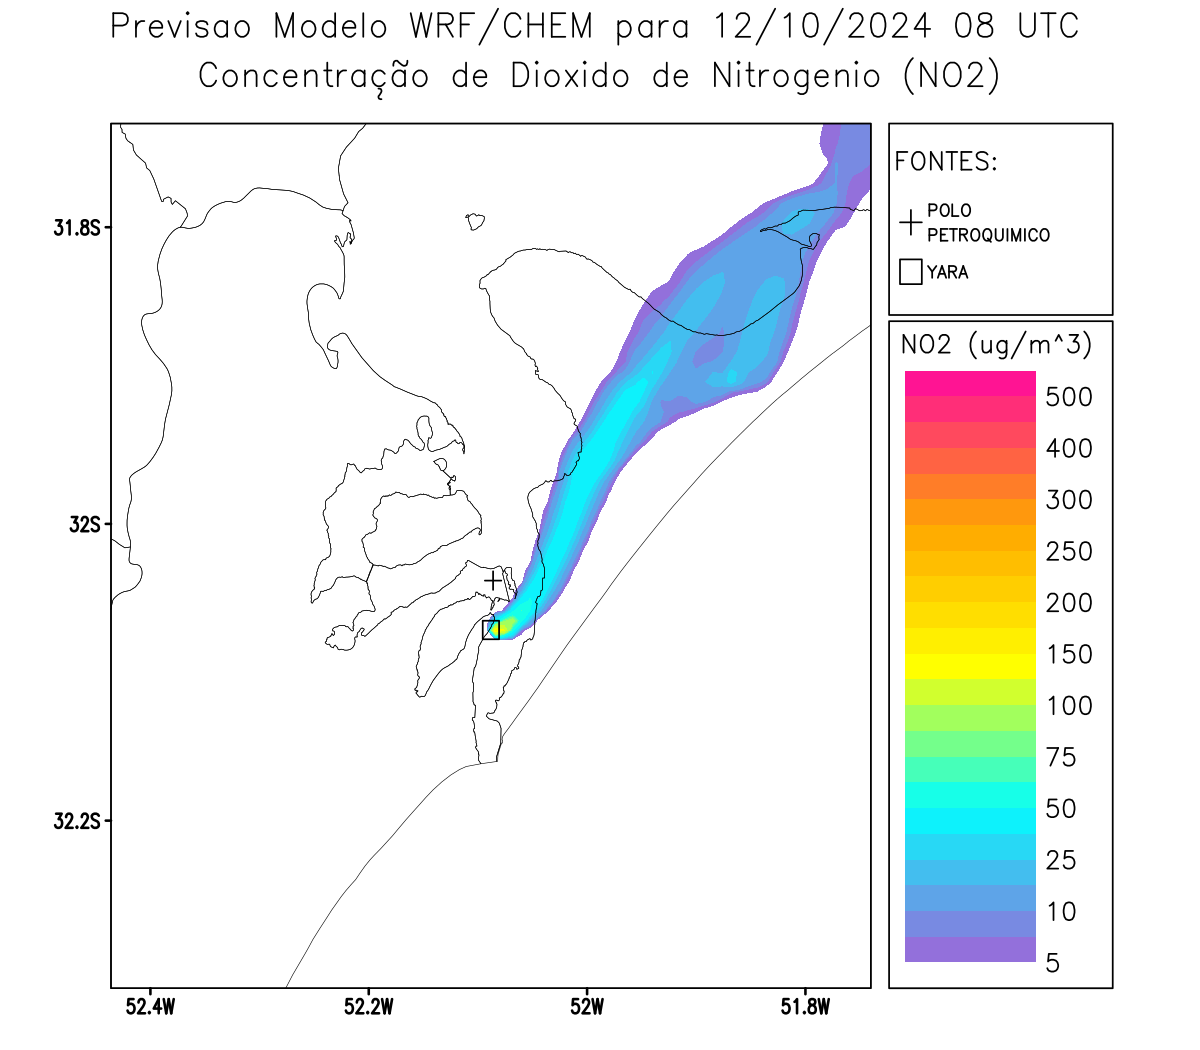 Previsao Modelo WRF/CHEM para 12/10/2024 08 UTC
Concentração de Dioxido de Nitrogenio (NO2)
FONTES:
POLO
PETROQUIMICO
YARA
NO2 (ug/m^3)
500
400
300
250
200
150
100
75
50
25
10
5
31.8S
32S
32.2S
52.4W
52.2W
52W
51.8W